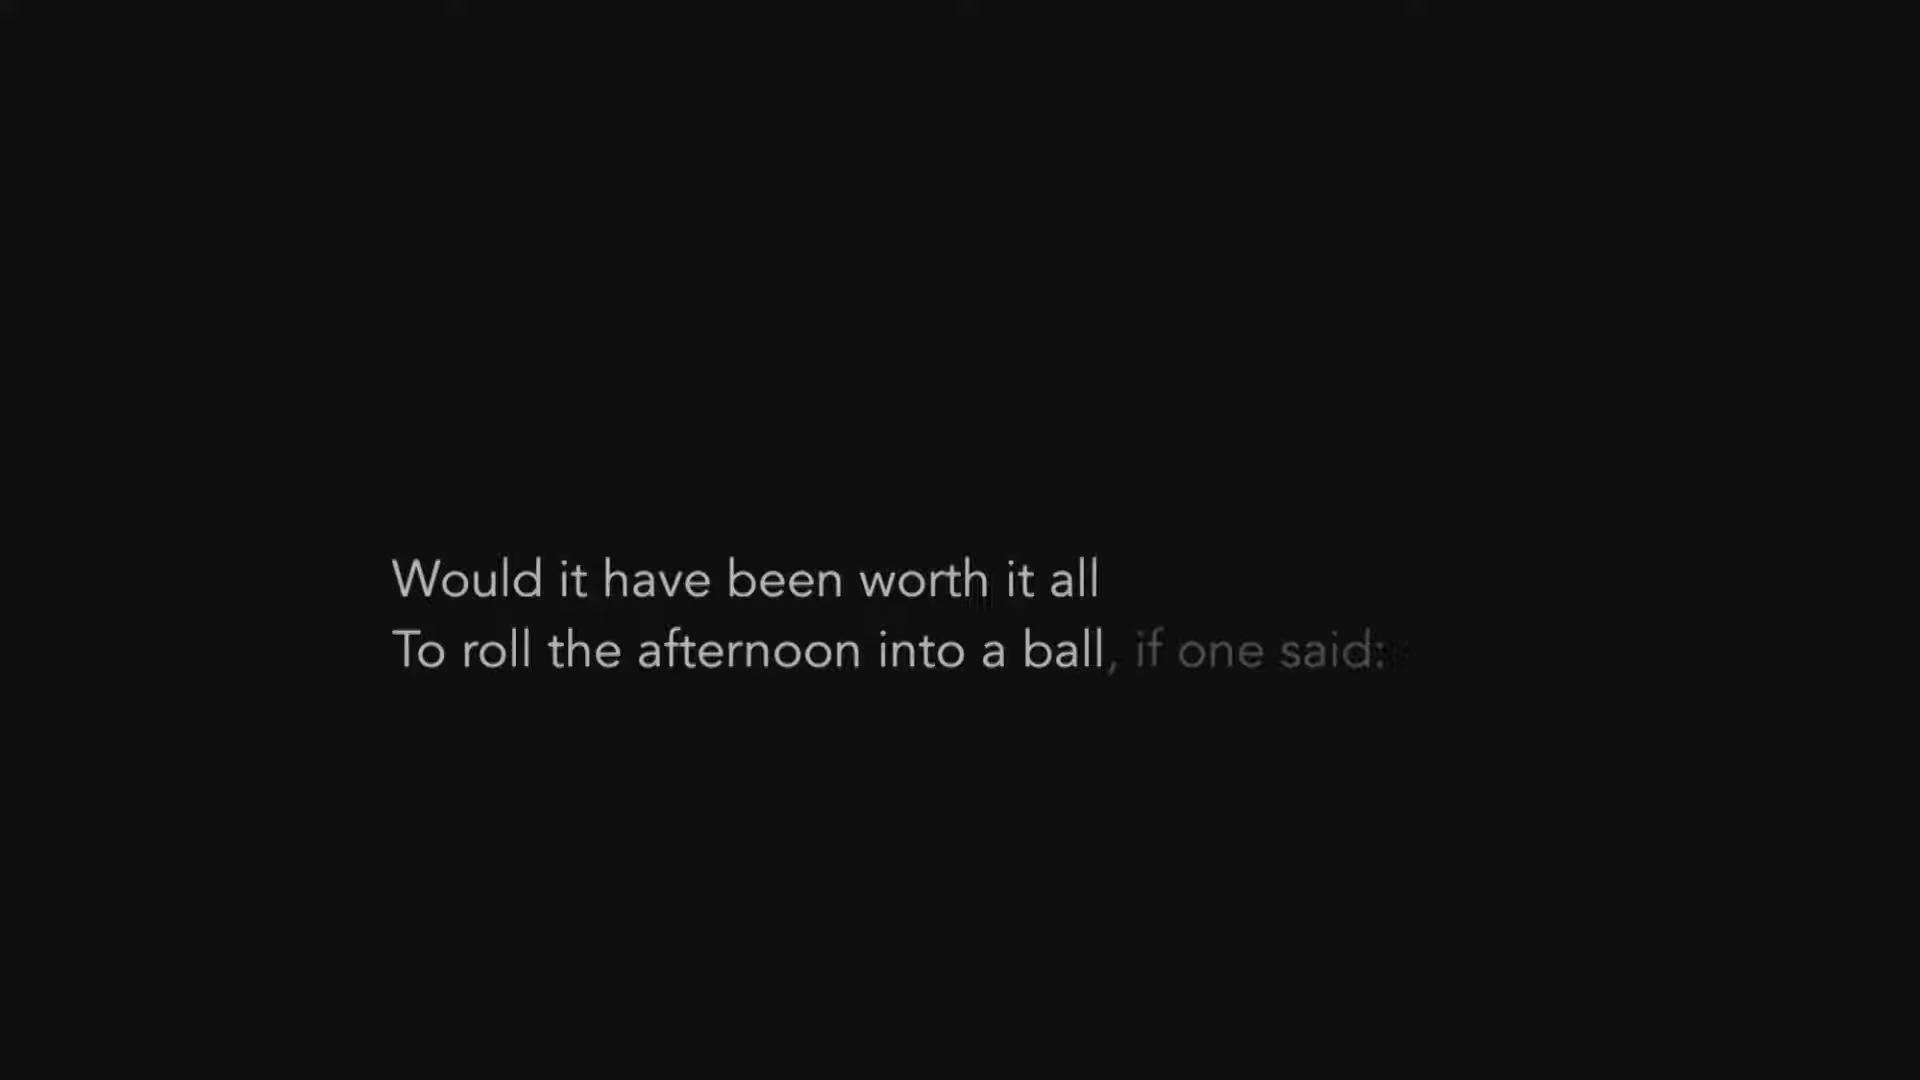 Would it have been worth it all
To roll the afternoon into a ball, if one said: